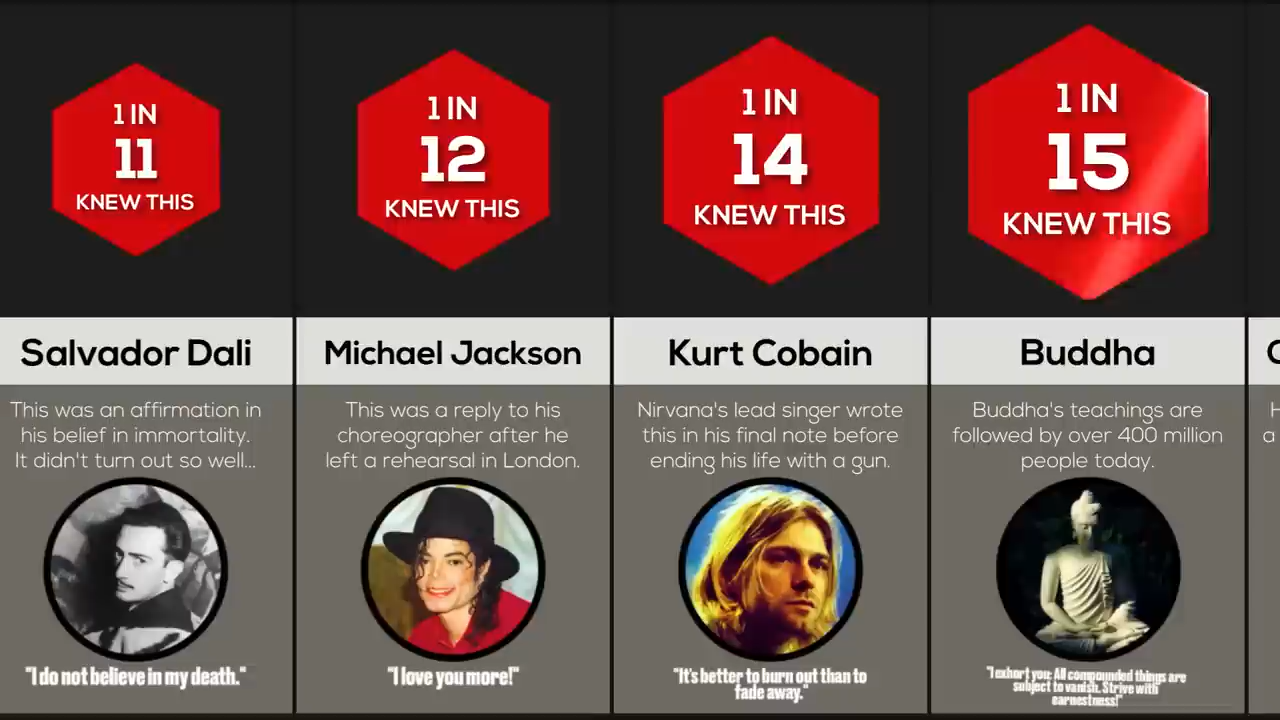 1 IN
11
KNEW THIS
Salvador Dali
This was an affirmation in
his belief in immortality.
It didn't turn out so well...
"I do not believe in my death."
1 IN
12
KNEW THIS
Michael Jackson
This was a reply to his
choreographer after he
left a rehearsal in London.
"I love you more!"
1 IN
14
KNEW THIS
Kurt Cobain
Nirvana's lead singer wrote
this in his final note before
ending his life with a gun.
"It's better to burn out than to
fade away."
1 IN
15
KNEW THIS
Buddha
Buddha's teachings are
followed by over 400 million
people today.
"I exhort you: All compounded things are
subject to vanish. Strive with
earnestness!"